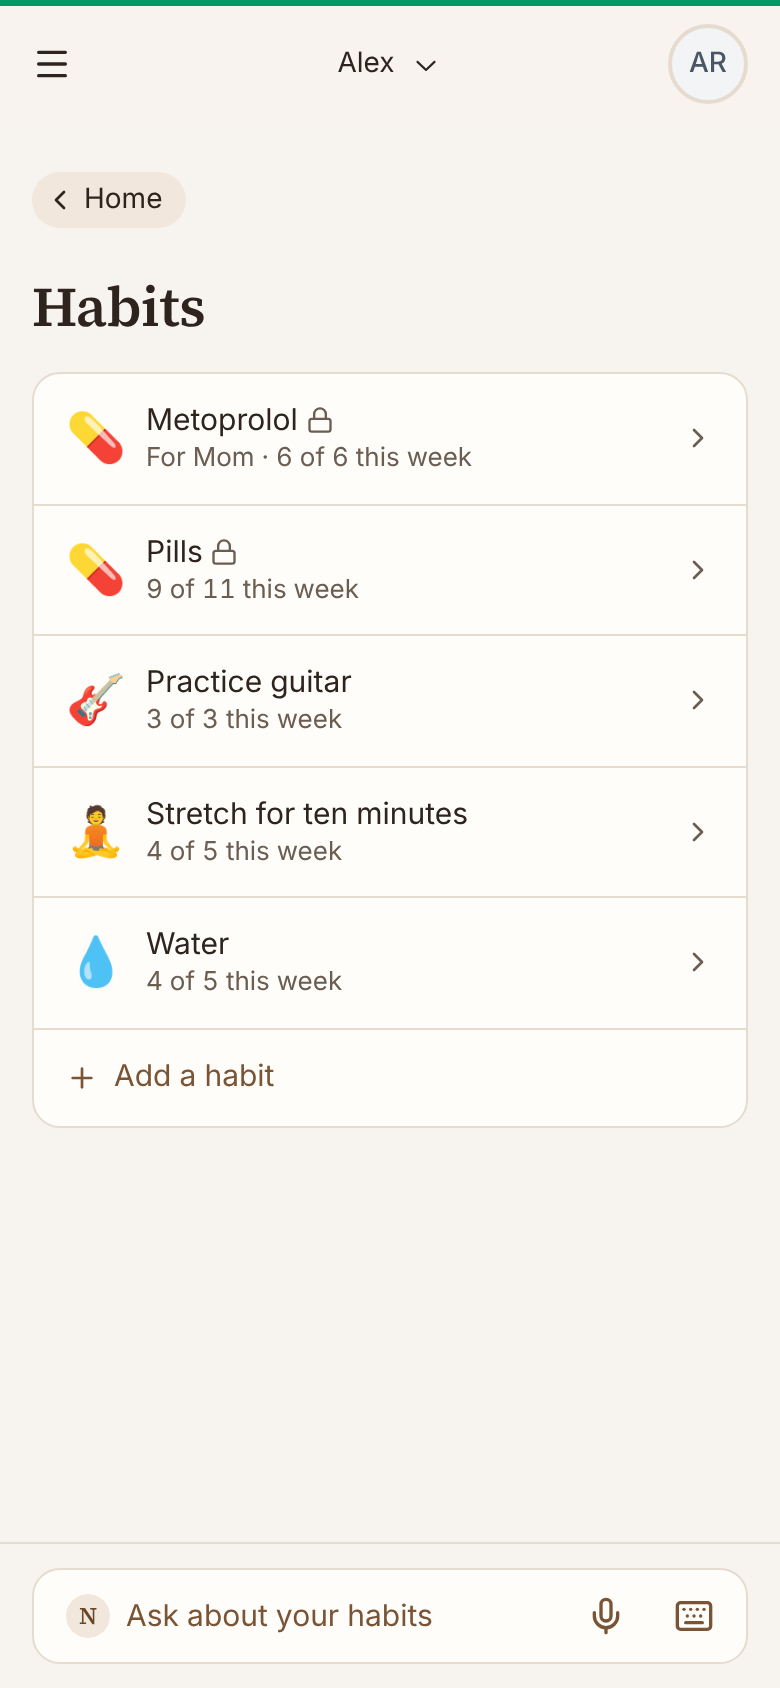 Alex
AR
Home
Habits
Metoprolol
For Mom · 6 of 6 this week
Pills
9 of 11 this week
Practice guitar
3 of 3 this week
Stretch for ten minutes
4 of 5 this week
Water
4 of 5 this week
+ Add a habit
N Ask about your habits